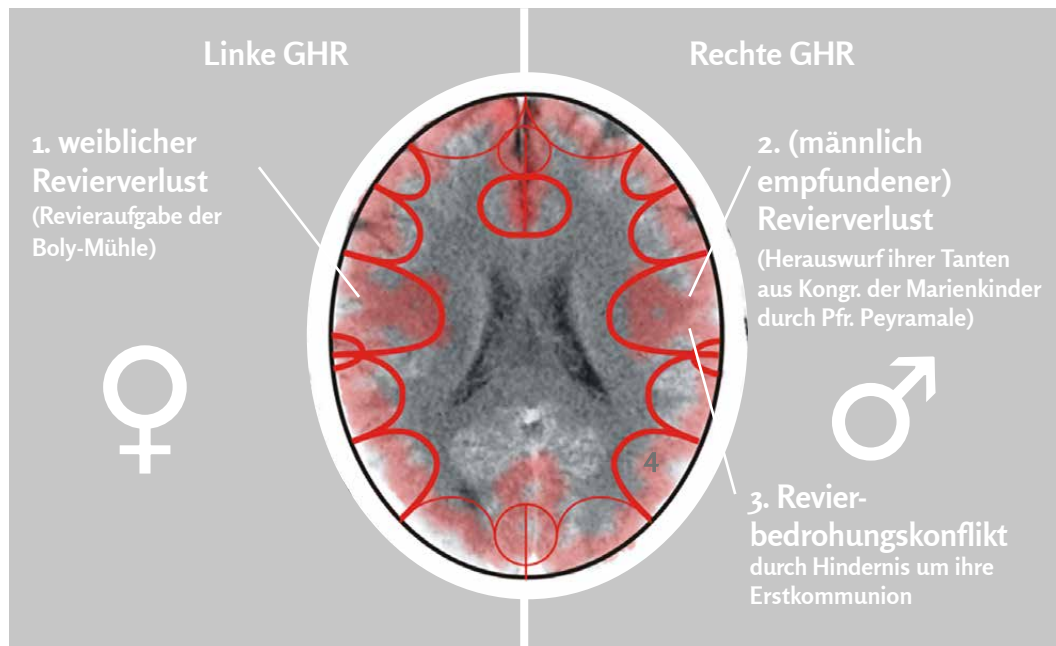 Linke GHR
Rechte GHR
1. weiblicher
Revierverlust
(Revieraufgabe der
Boly-Mühle)
2. (männlich
empfundener)
Revierverlust
(Herauswurf ihrer Tanten
aus Kongr. der Marienkinder
durch Pfr. Peyramale)
4
3. Revier-
bedrohungskonflikt
durch Hindernis um ihre
Erstkommunion